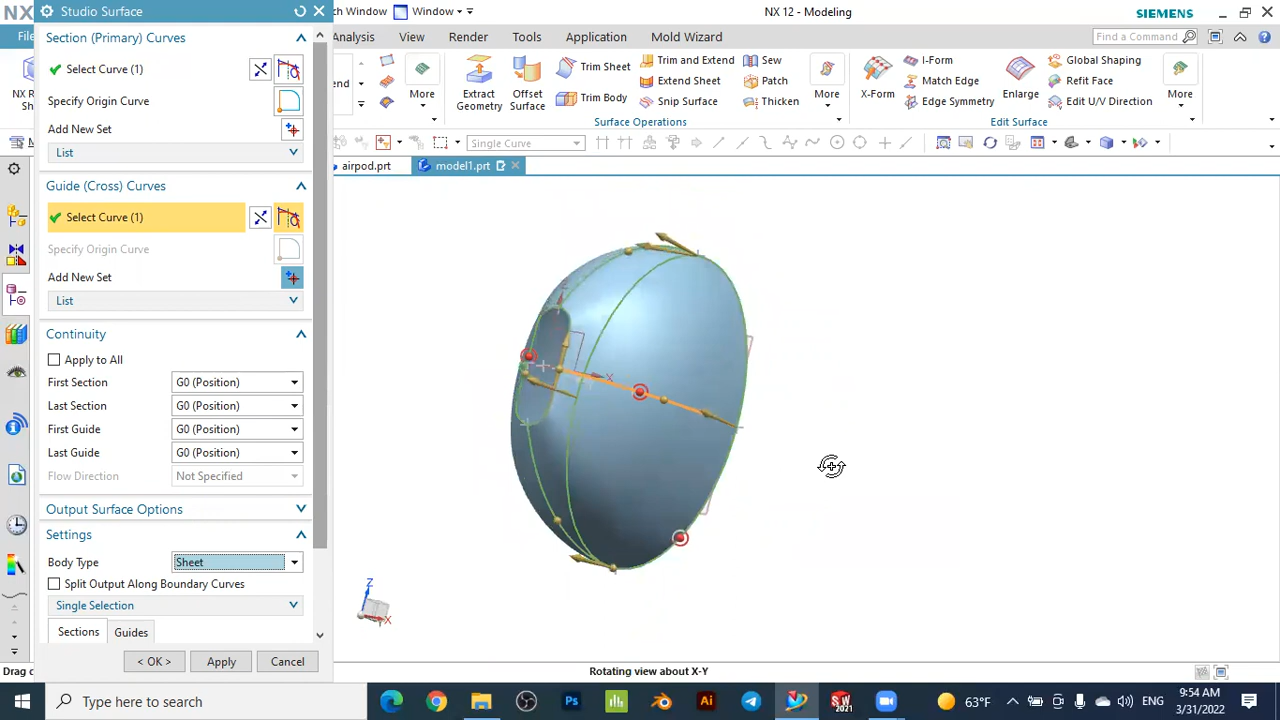 Studio Surface
Section (Primary) Curves
Select Curve (1)
Specify Origin Curve
Add New Set
List
Guide (Cross) Curves
Select Curve (1)
Specify Origin Curve
Add New Set
List
Continuity
Apply to All
First Section G0 (Position)
Last Section G0 (Position)
First Guide G0 (Position)
Last Guide G0 (Position)
Flow Direction Not Specified
Output Surface Options
Settings
Body Type Sheet
Split Output Along Boundary Curves
Single Selection
Sections Guides
< OK > Apply Cancel
NX Window Window NX 12 - Modeling SIEMENS
Analysis View Render Tools Application Mold Wizard Find a Command
More
Extract Geometry
Offset Surface
Trim Sheet
Trim Body
Trim and Extend
Extend Sheet
Snip Surface
Sew
Patch
Thicken
More
Surface Operations
X-Form
I-Form
Match Edge
Edge Symmetry
Enlarge
Global Shaping
Refit Face
Edit U/V Direction
More
Edit Surface
Single Curve
airpod.prt model1.prt
X
Z
X
Rotating view about X-Y
Type here to search
Ps
Ai
SW
2021
63°F ENG
9:54 AM
3/31/2022